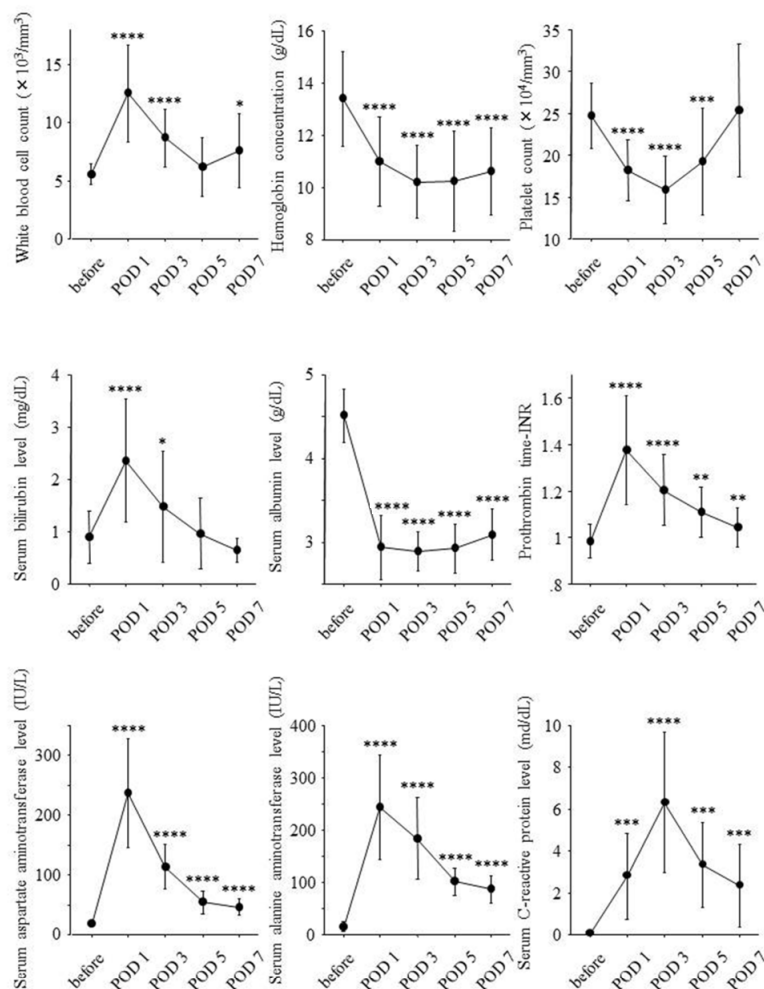 White blood cell count (×10³/mm³)
15
10
5
0
****
****
*
before
POD 1
POD 3
POD 5
POD 7
Hemoglobin concentration (g/dL)
16
14
12
10
8
****
****
****
****
before
POD 1
POD 3
POD 5
POD 7
Platelet count (×10⁴/mm³)
35
30
25
20
15
10
****
****
***
before
POD 1
POD 3
POD 5
POD 7
Serum bilirubin level (mg/dL)
4
3
2
1
0
****
*
before
POD 1
POD 3
POD 5
POD 7
Serum albumin level (g/dL)
5
4
3
****
****
****
****
before
POD 1
POD 3
POD 5
POD 7
Prothrombin time-INR
1.6
1.4
1.2
1
.8
****
****
**
**
before
POD 1
POD 3
POD 5
POD 7
Serum aspartate aminotransferase level (IU/L)
300
200
100
0
****
****
****
****
before
POD 1
POD 3
POD 5
POD 7
Serum alanine aminotransferase level (IU/L)
400
300
200
100
0
****
****
****
****
before
POD 1
POD 3
POD 5
POD 7
Serum C-reactive protein level (md/dL)
10
8
6
4
2
0
***
****
***
***
before
POD 1
POD 3
POD 5
POD 7